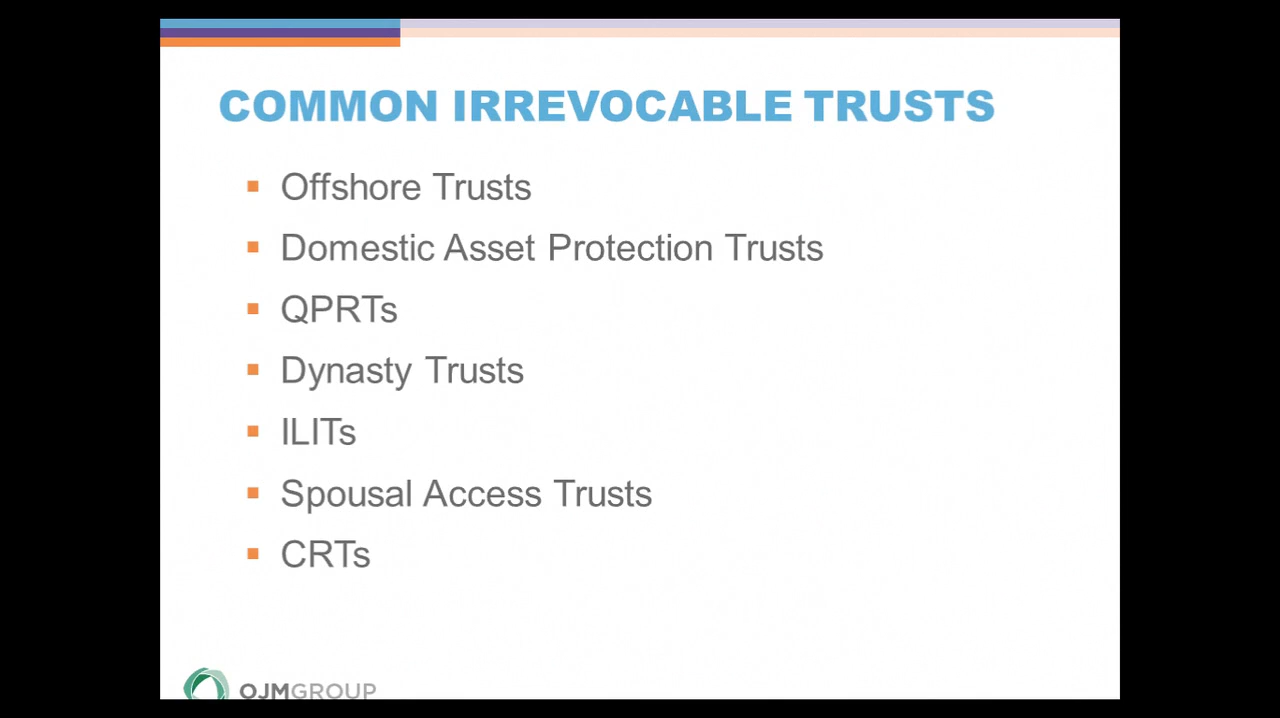 COMMON IRREVOCABLE TRUSTS
Offshore Trusts
Domestic Asset Protection Trusts
QPRTs
Dynasty Trusts
ILITs
Spousal Access Trusts
CRTs
OJMGROUP